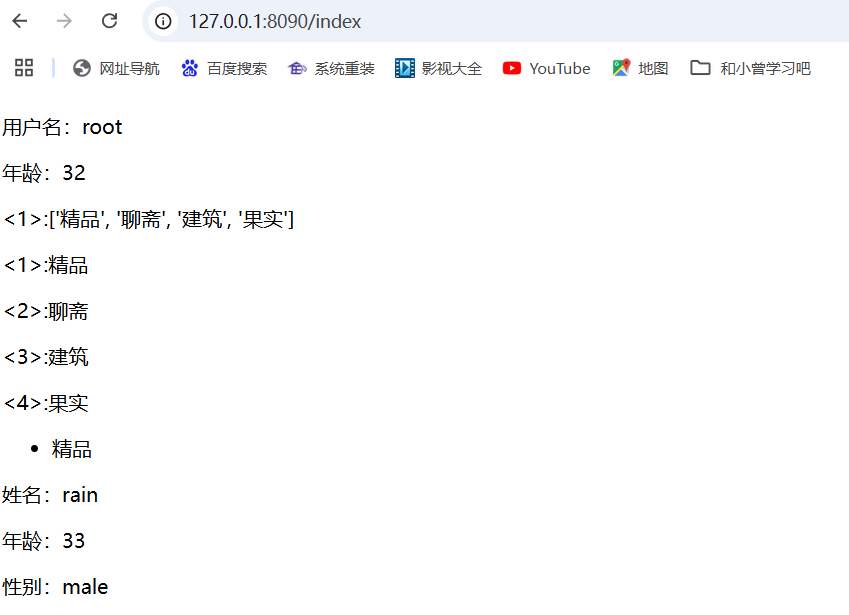 127.0.0.1:8090/index
网址导航 百度搜索 系统重装 影视大全 YouTube 地图 和小曾学习吧
用户名：root
年龄：32
<1>:['精品', '聊斋', '建筑', '果实']
<1>:精品
<2>:聊斋
<3>:建筑
<4>:果实
• 精品
姓名：rain
年龄：33
性别：male